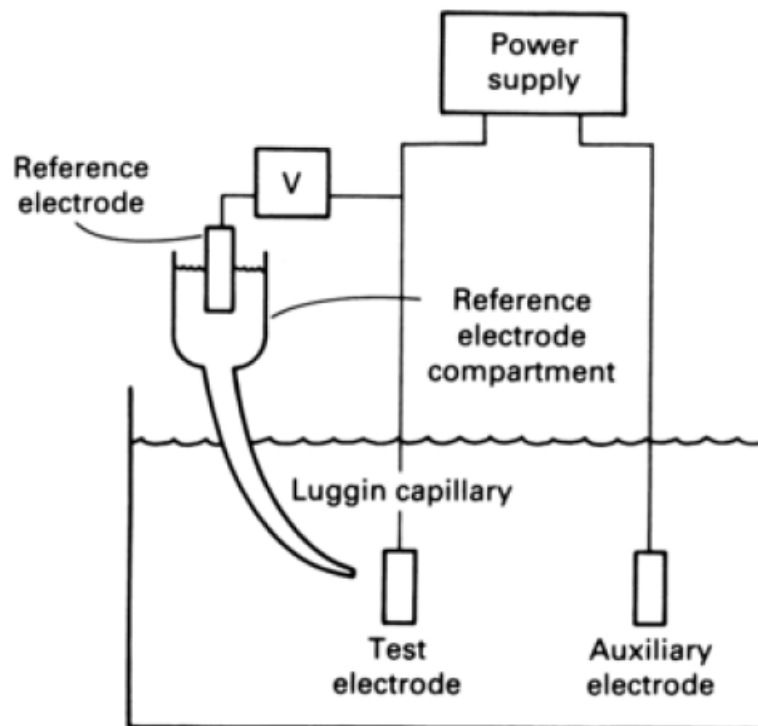 Power
supply
Reference
electrode
V
Reference
electrode
compartment
Luggin capillary
Test
electrode
Auxiliary
electrode